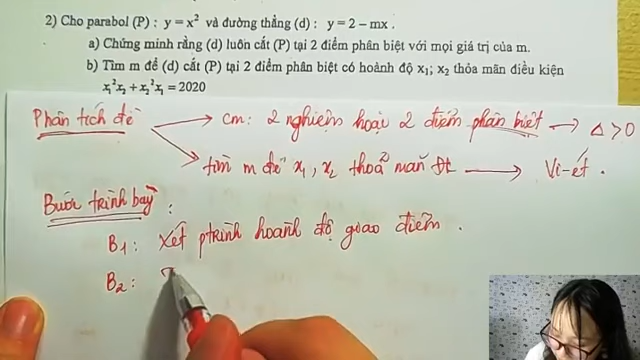 2) Cho parabol (P) : y = x² và đường thẳng (d) : y = 2 – mx .
a) Chứng minh rằng (d) luôn cắt (P) tại 2 điểm phân biệt với mọi giá trị của m.
b) Tìm m để (d) cắt (P) tại 2 điểm phân biệt có hoành độ x₁; x₂ thỏa mãn điều kiện
x₁²x₂ + x₂²x₁ = 2020
Phân tích đề → cm: 2 nghiệm hoặc 2 điểm phân biệt → Δ > 0
→ tìm m để x₁, x₂ thoả mãn Đt → Vi-ét .
Bước trình bày :
B₁ : Xét ptrình hoành độ giao điểm .
B₂ :